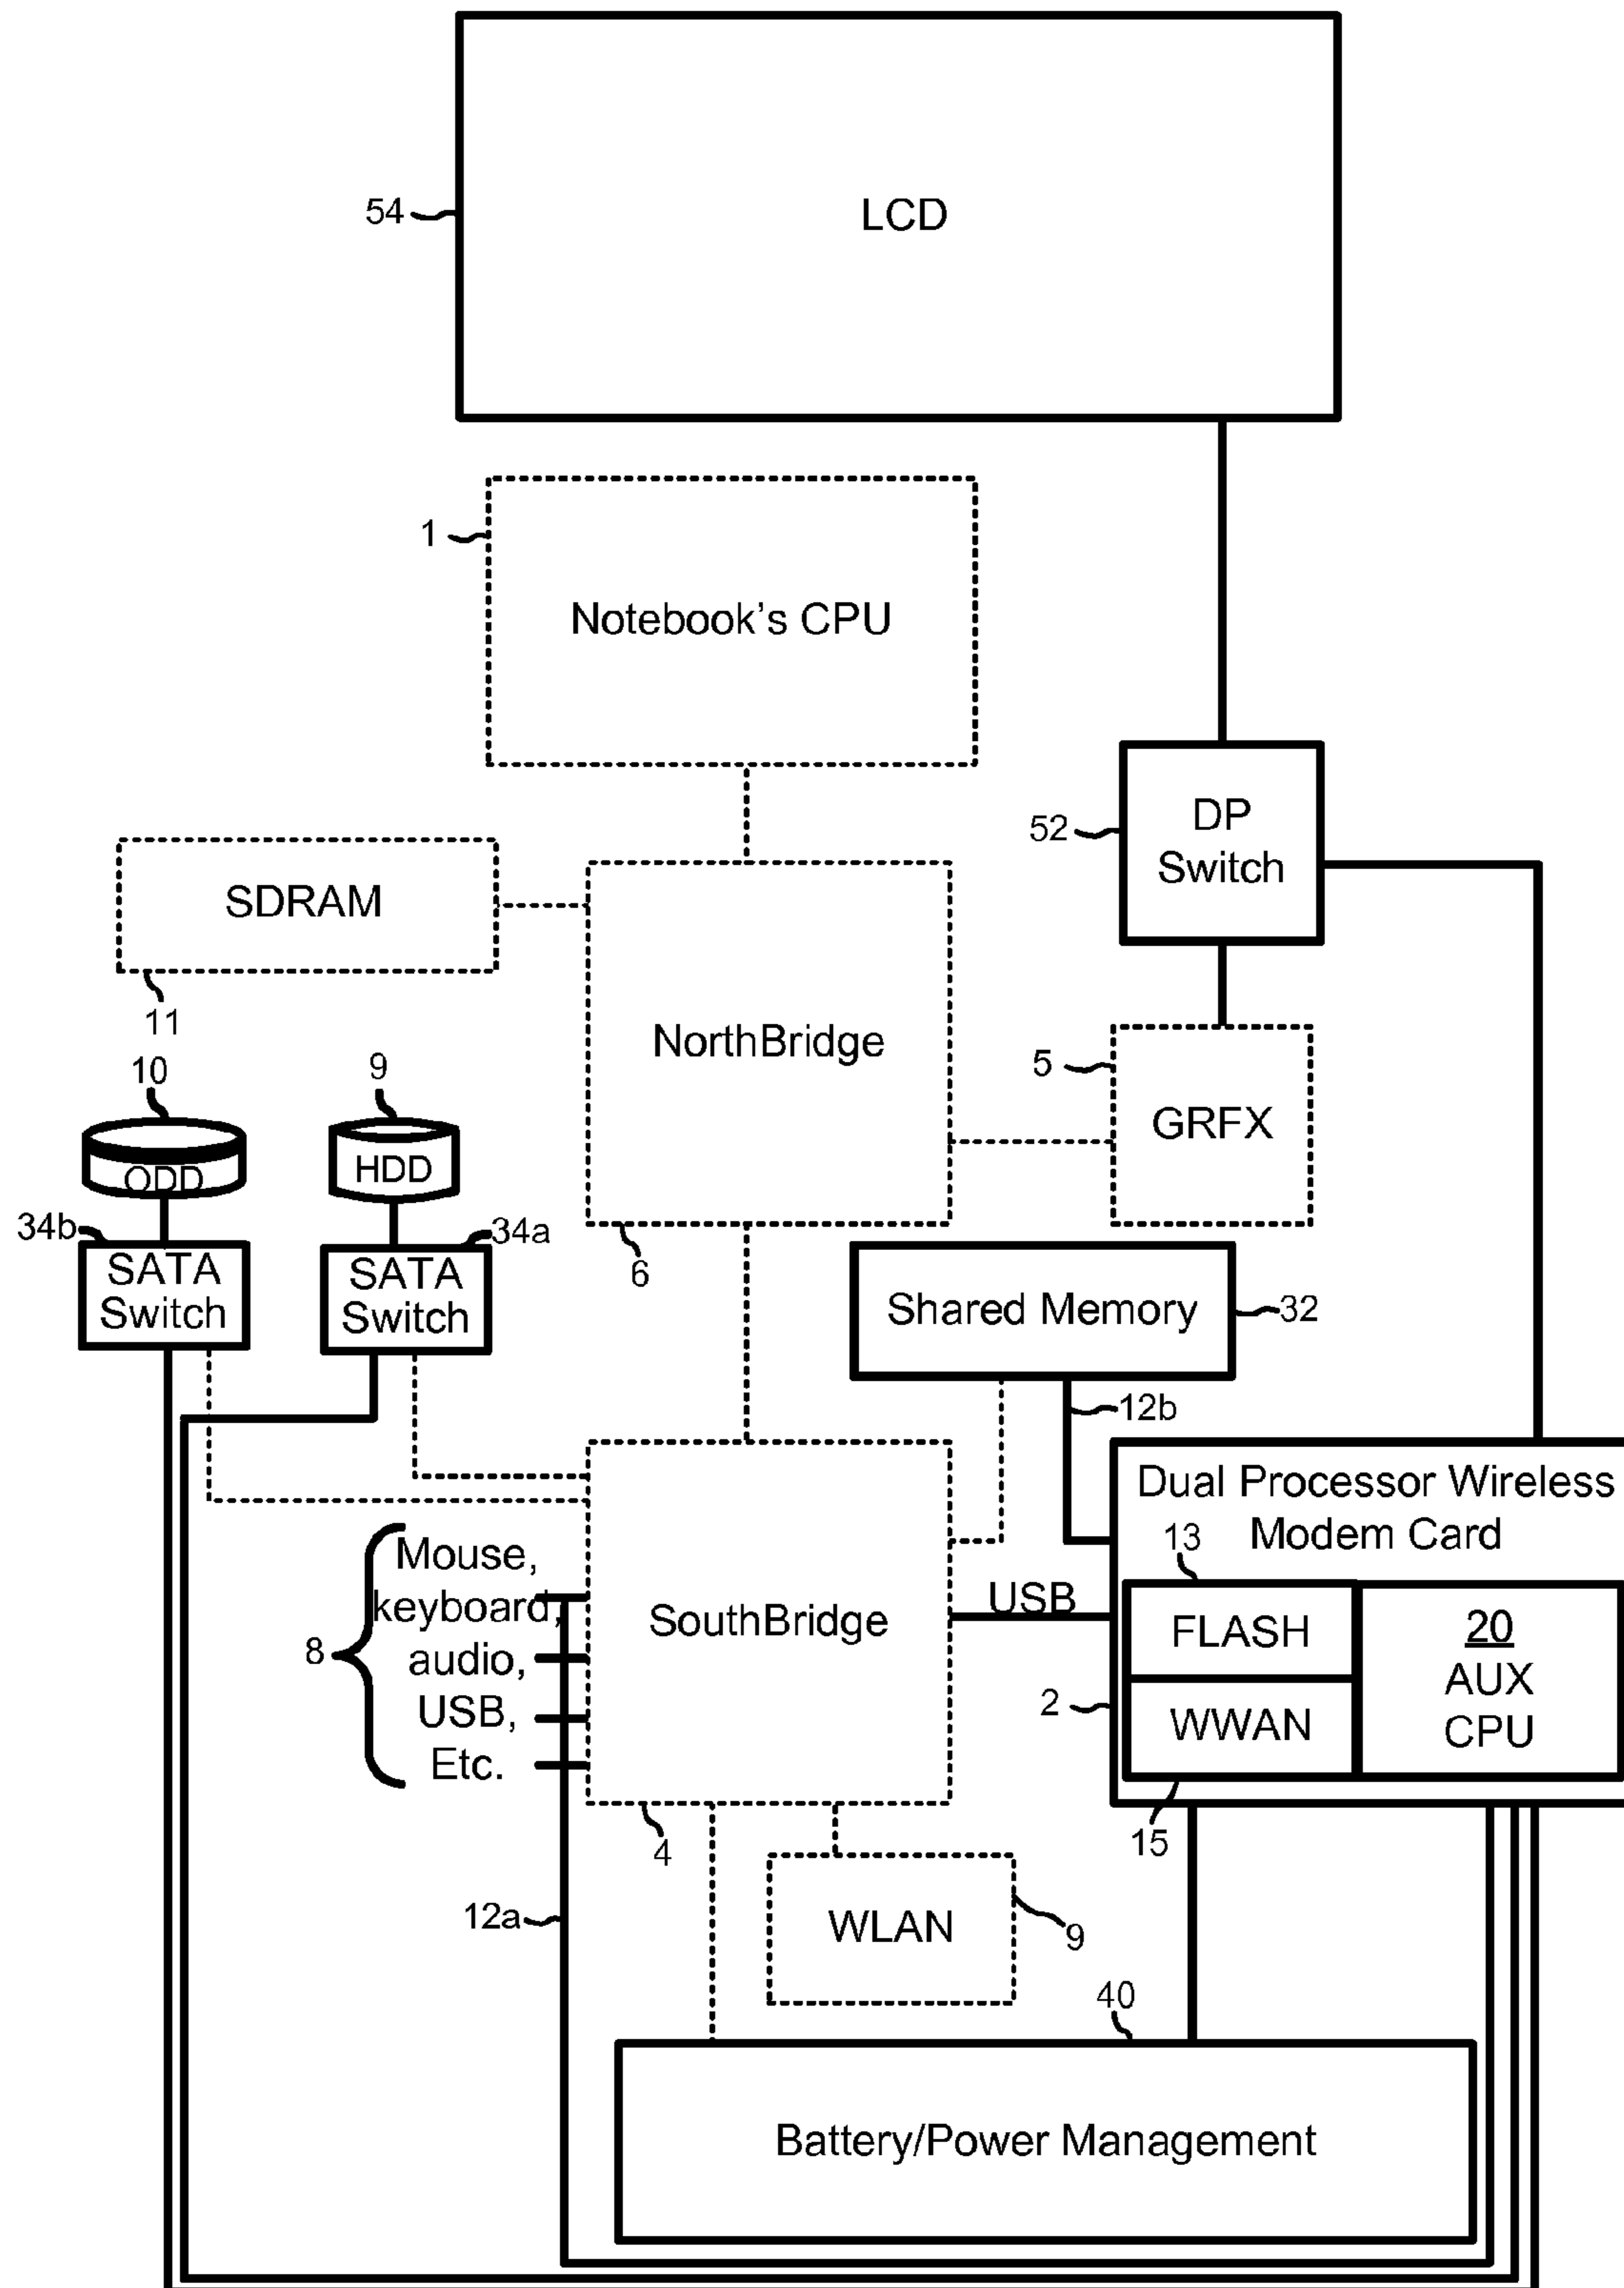 LCD
54
1
Notebook's CPU
DP
Switch
52
SDRAM
11
NorthBridge
6
5
GRFX
10
9
ODD
HDD
34b
34a
SATA
Switch
SATA
Switch
Shared Memory
32
12b
Dual Processor Wireless
Modem Card
13
FLASH
WWAN
20
AUX
CPU
2
15
USB
SouthBridge
4
Mouse,
keyboard,
audio,
USB,
Etc.
8
12a
WLAN
9
40
Battery/Power Management